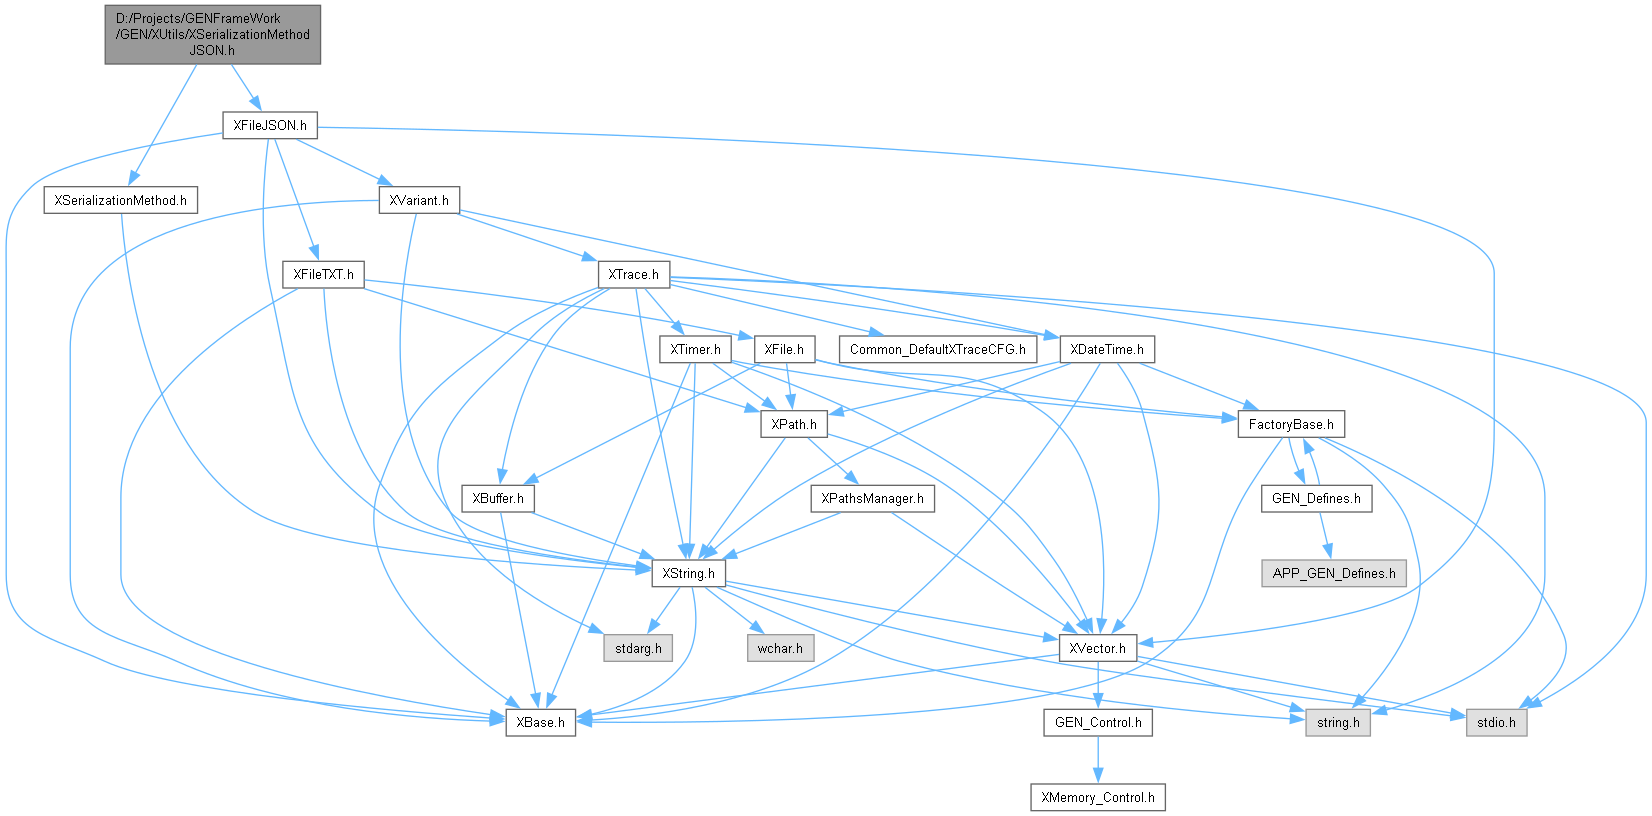 D:/Projects/GENFrameWork
/GEN/XUtils/XSerializationMethod
JSON.h
XFileJSON.h
XSerializationMethod.h
XVariant.h
XFileTXT.h
XTrace.h
XTimer.h
XFile.h
Common_DefaultXTraceCFG.h
XDateTime.h
XPath.h
FactoryBase.h
XBuffer.h
XPathsManager.h
GEN_Defines.h
XString.h
APP_GEN_Defines.h
stdarg.h
wchar.h
XVector.h
XBase.h
GEN_Control.h
string.h
stdio.h
XMemory_Control.h